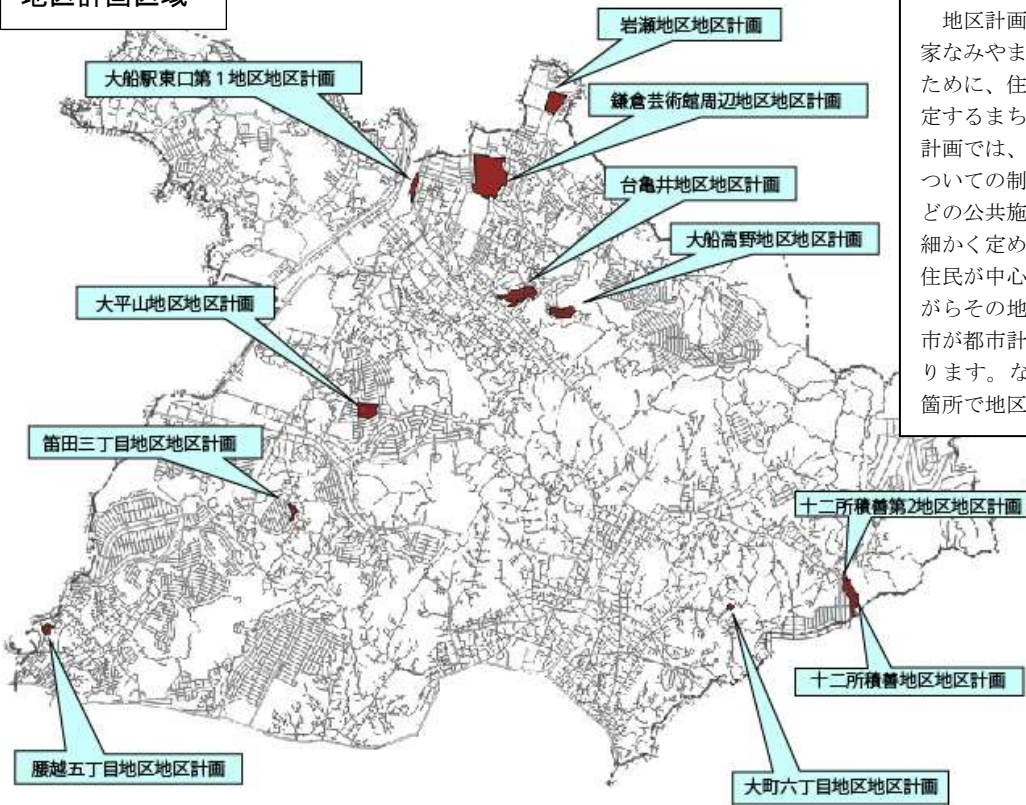 地区計画区域
岩瀬地区地区計画
大船駅東口第1地区地区計画
鎌倉芸術館周辺地区地区計画
台亀井地区地区計画
大船高野地区地区計画
大平山地区地区計画
笛田三丁目地区地区計画
十二所積善第2地区地区計画
十二所積善地区地区計画
腰越五丁目地区地区計画
大町六丁目地区地区計画
地区計画
家なみやま
ために、住
定するまち
計画では、
ついての制
どの公共施
細かく定め
住民が中心
がらその地
市が都市計
ります。な
箇所で地区